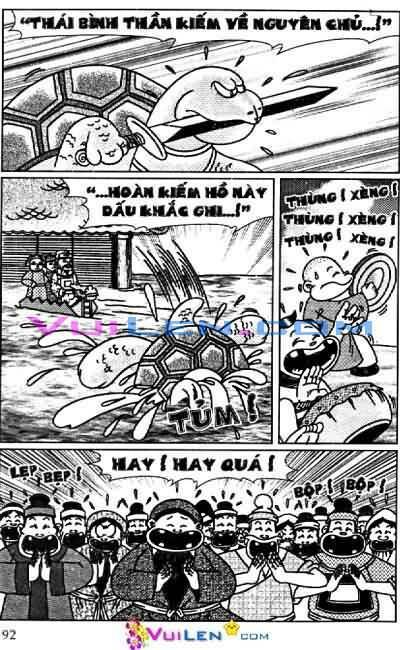 "THÁI BÌNH THẦN KIẾM VỀ NGUYÊN CHỦ...!"
"...HOÀN KIẾM HỒ NÀY
DẤU KHẮC GHI...!"
THÙNG! XÈNG!
THÙNG! XÈNG!
THÙNG! XÈNG!
VuiLen.com
TÙM!
LẸP BẸP!
HAY! HAY QUÁ!
BỘP! BỘP!
92
VUILEN.COM